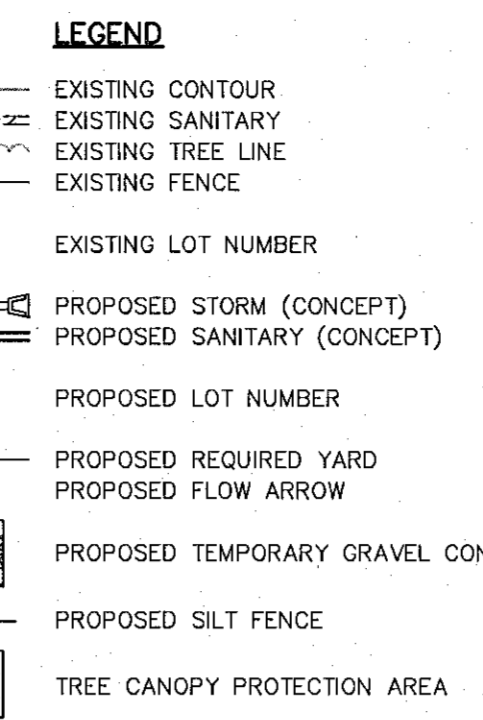 LEGEND
EXISTING CONTOUR
EXISTING SANITARY
EXISTING TREE LINE
EXISTING FENCE
EXISTING LOT NUMBER
PROPOSED STORM (CONCEPT)
PROPOSED SANITARY (CONCEPT)
PROPOSED LOT NUMBER
PROPOSED REQUIRED YARD
PROPOSED FLOW ARROW
PROPOSED TEMPORARY GRAVEL
PROPOSED SILT FENCE
TREE CANOPY PROTECTION AREA